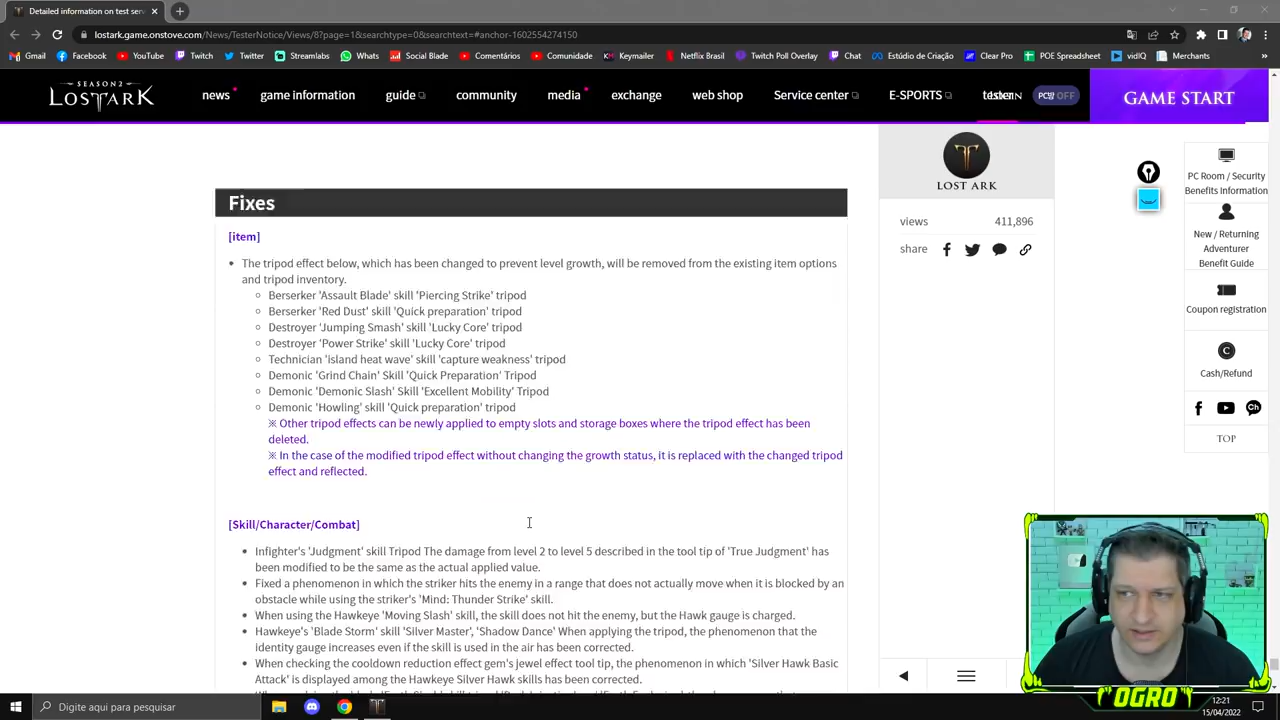 Detailed information on test serv
lostark.game.onstove.com/News/TesterNotice/Views/8?page=1&searchtype=0&searchtext=#anchor-1602554274150
Gmail Facebook YouTube Twitch Twitter Streamlabs Whats Social Blade Comentários Comunidade Keymailer Netflix Brasil Twitch Poll Overlay Chat Estúdio de Criação Clear Pro POE Spreadsheet vidIQ Merchants
SEASON2
LOST ARK
news game information guide community media exchange web shop Service center E-SPORTS tester
PC방 OFF
GAME START
LOST ARK
views 411,896
share
PC Room / Security
Benefits Information
New / Returning
Adventurer
Benefit Guide
Coupon registration
Cash/Refund
TOP
Fixes
[item]
The tripod effect below, which has been changed to prevent level growth, will be removed from the existing item options
and tripod inventory.
Berserker 'Assault Blade' skill 'Piercing Strike' tripod
Berserker 'Red Dust' skill 'Quick preparation' tripod
Destroyer 'Jumping Smash' skill 'Lucky Core' tripod
Destroyer 'Power Strike' skill 'Lucky Core' tripod
Technician 'island heat wave' skill 'capture weakness' tripod
Demonic 'Grind Chain' Skill 'Quick Preparation' Tripod
Demonic 'Demonic Slash' Skill 'Excellent Mobility' Tripod
Demonic 'Howling' skill 'Quick preparation' tripod
※ Other tripod effects can be newly applied to empty slots and storage boxes where the tripod effect has been
deleted.
※ In the case of the modified tripod effect without changing the growth status, it is replaced with the changed tripod
effect and reflected.
[Skill/Character/Combat]
Infighter's 'Judgment' skill Tripod The damage from level 2 to level 5 described in the tool tip of 'True Judgment' has
been modified to be the same as the actual applied value.
Fixed a phenomenon in which the striker hits the enemy in a range that does not actually move when it is blocked by an
obstacle while using the striker's 'Mind: Thunder Strike' skill.
When using the Hawkeye 'Moving Slash' skill, the skill does not hit the enemy, but the Hawk gauge is charged.
Hawkeye's 'Blade Storm' skill 'Silver Master', 'Shadow Dance' When applying the tripod, the phenomenon that the
identity gauge increases even if the skill is used in the air has been corrected.
When checking the cooldown reduction effect gem's jewel effect tool tip, the phenomenon in which 'Silver Hawk Basic
Attack' is displayed among the Hawkeye Silver Hawk skills has been corrected.
OGRO
Digite aqui para pesquisar
12:21
15/04/2022